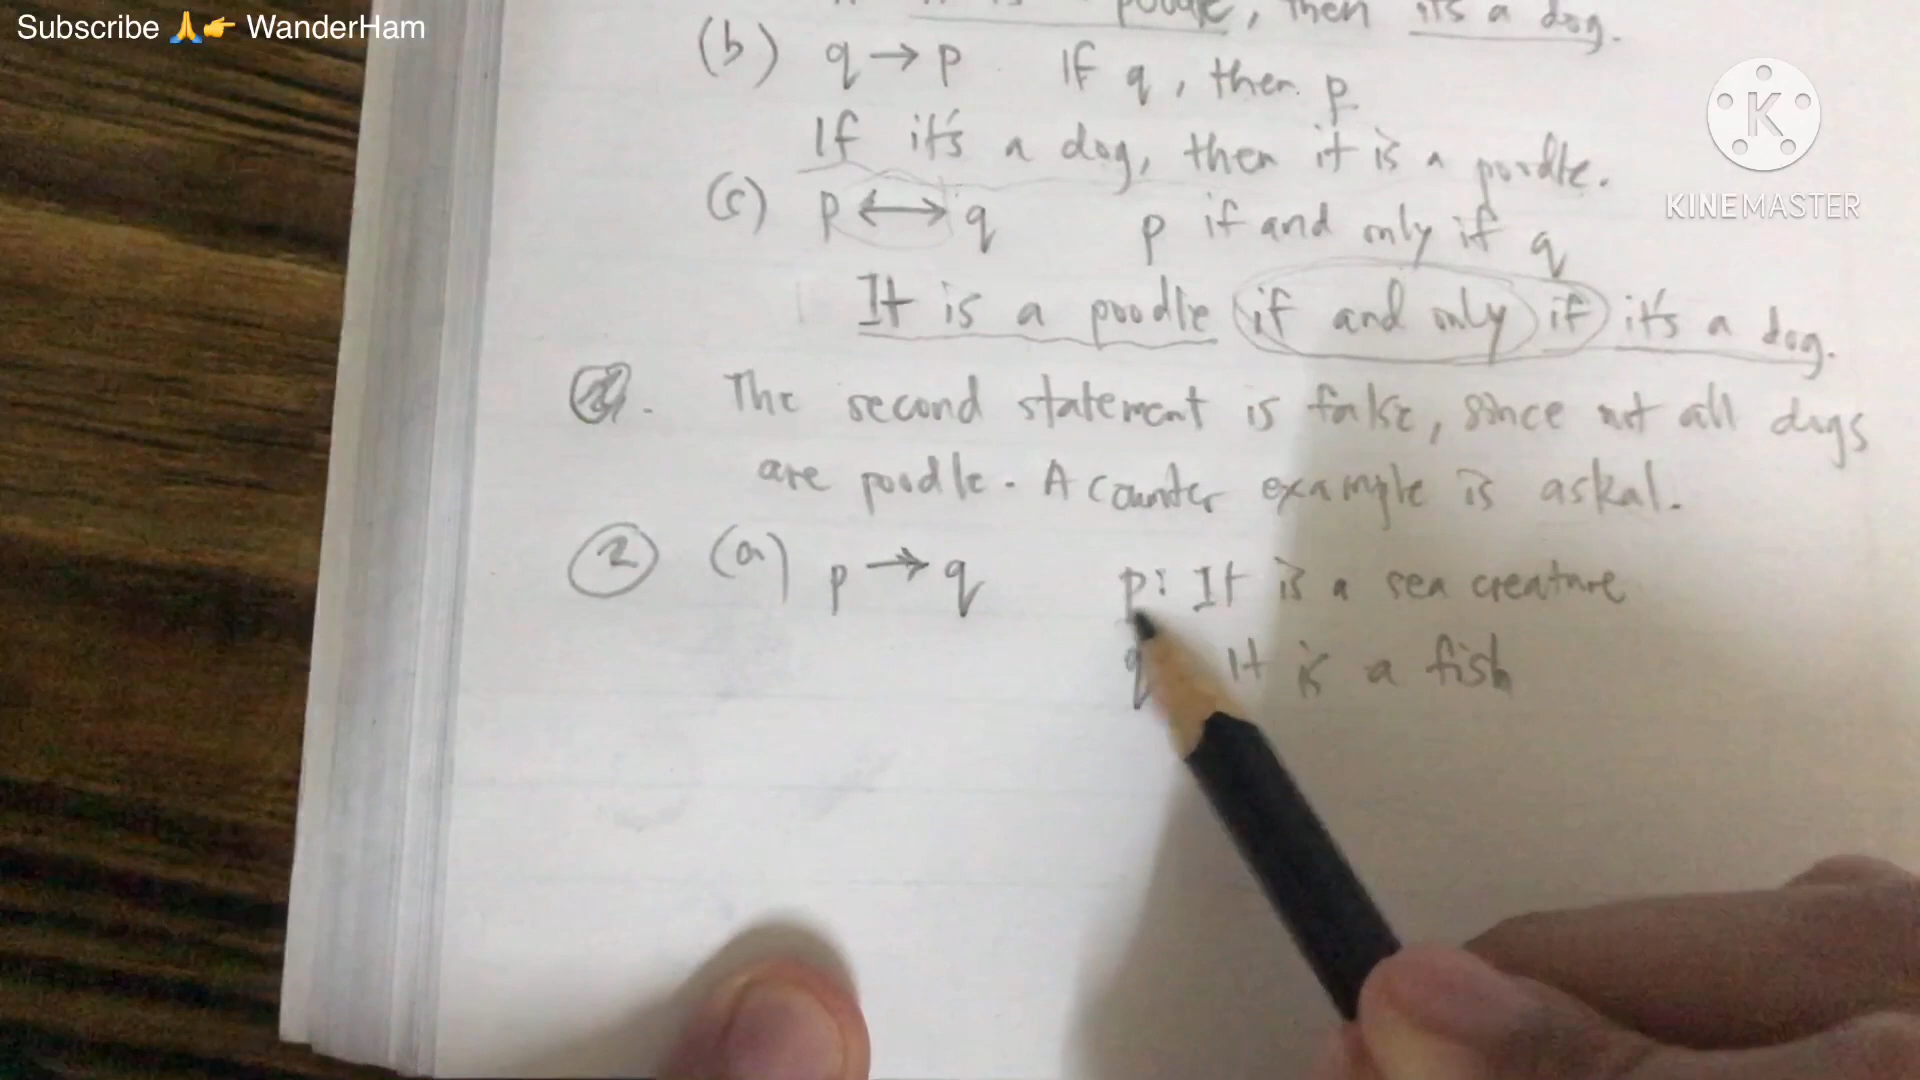 Subscribe 🙏👉 WanderHam
poodle, then it's a dog.
(b) q → p If q, then p
If it's a dog, then it is a poodle.
KINEMASTER
(c) p ↔ q p if and only if q
It is a poodle if and only if it's a dog.
The second statement is false, since not all dogs
are poodle. A counter example is askal.
2 (a) p → q p: It is a sea creature
q It is a fish